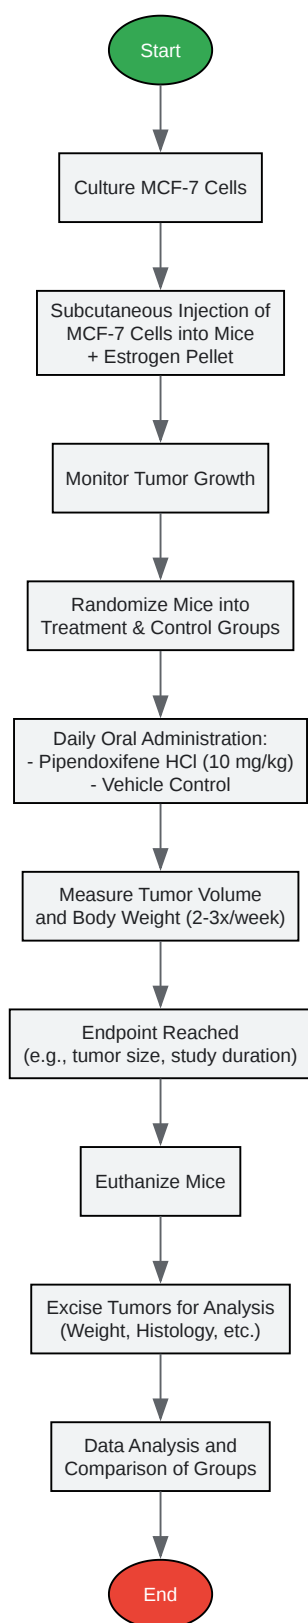 Start
Culture MCF-7 Cells
Subcutaneous Injection of
MCF-7 Cells into Mice
+ Estrogen Pellet
Monitor Tumor Growth
Randomize Mice into
Treatment & Control Groups
Daily Oral Administration:
- Pipendoxifene HCl (10 mg/kg)
- Vehicle Control
Measure Tumor Volume
and Body Weight (2-3x/week)
Endpoint Reached
(e.g., tumor size, study duration)
Euthanize Mice
Excise Tumors for Analysis
(Weight, Histology, etc.)
Data Analysis and
Comparison of Groups
End